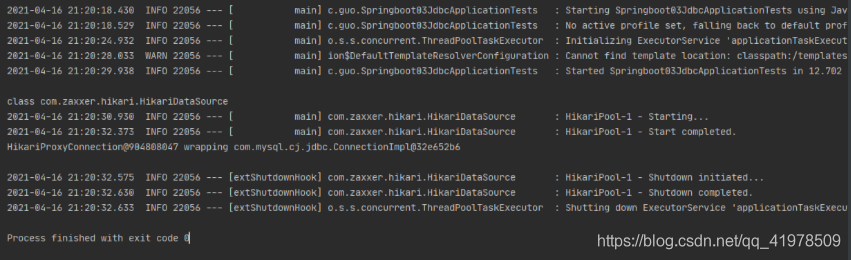 2021-04-16 21:20:18.430  INFO 22056 --- [           main] c.guo.Springboot03JdbcApplicationTests   : Starting Springboot03JdbcApplicationTests using Jav
2021-04-16 21:20:18.529  INFO 22056 --- [           main] c.guo.Springboot03JdbcApplicationTests   : No active profile set, falling back to default prof
2021-04-16 21:20:24.932  INFO 22056 --- [           main] o.s.s.concurrent.ThreadPoolTaskExecutor  : Initializing ExecutorService 'applicationTaskExecut
2021-04-16 21:20:28.033  WARN 22056 --- [           main] ion$DefaultTemplateResolverConfiguration : Cannot find template location: classpath:/templates
2021-04-16 21:20:29.938  INFO 22056 --- [           main] c.guo.Springboot03JdbcApplicationTests   : Started Springboot03JdbcApplicationTests in 12.702
class com.zaxxer.hikari.HikariDataSource
2021-04-16 21:20:30.930  INFO 22056 --- [           main] com.zaxxer.hikari.HikariDataSource       : HikariPool-1 - Starting...
2021-04-16 21:20:32.373  INFO 22056 --- [           main] com.zaxxer.hikari.HikariDataSource       : HikariPool-1 - Start completed.
HikariProxyConnection@904808047 wrapping com.mysql.cj.jdbc.ConnectionImpl@32e652b6
2021-04-16 21:20:32.575  INFO 22056 --- [extShutdownHook] com.zaxxer.hikari.HikariDataSource       : HikariPool-1 - Shutdown initiated...
2021-04-16 21:20:32.630  INFO 22056 --- [extShutdownHook] com.zaxxer.hikari.HikariDataSource       : HikariPool-1 - Shutdown completed.
2021-04-16 21:20:32.633  INFO 22056 --- [extShutdownHook] o.s.s.concurrent.ThreadPoolTaskExecutor  : Shutting down ExecutorService 'applicationTaskExecu
Process finished with exit code 0
https://blog.csdn.net/qq_41978509